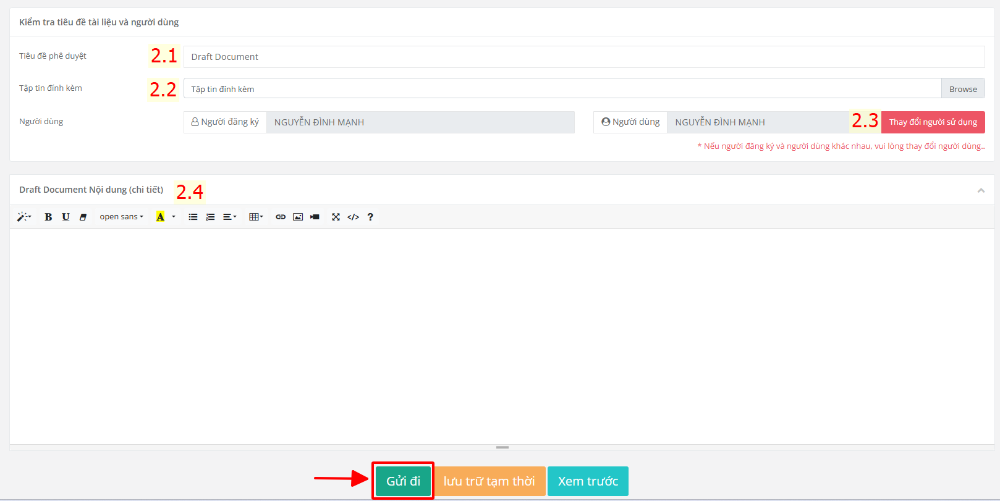 Kiểm tra tiêu đề tài liệu và người dùng
Tiêu đề phê duyệt 2.1 Draft Document
Tập tin đính kèm 2.2 Tập tin đính kèm Browse
Người dùng Người đăng ký NGUYỄN ĐÌNH MẠNH Người dùng NGUYỄN ĐÌNH MẠNH 2.3 Thay đổi người sử dụng
* Nếu người đăng ký và người dùng khác nhau, vui lòng thay đổi người dùng..
Draft Document Nội dung (chi tiết) 2.4
B U open sans A </> ?
Gửi đi lưu trữ tạm thời Xem trước